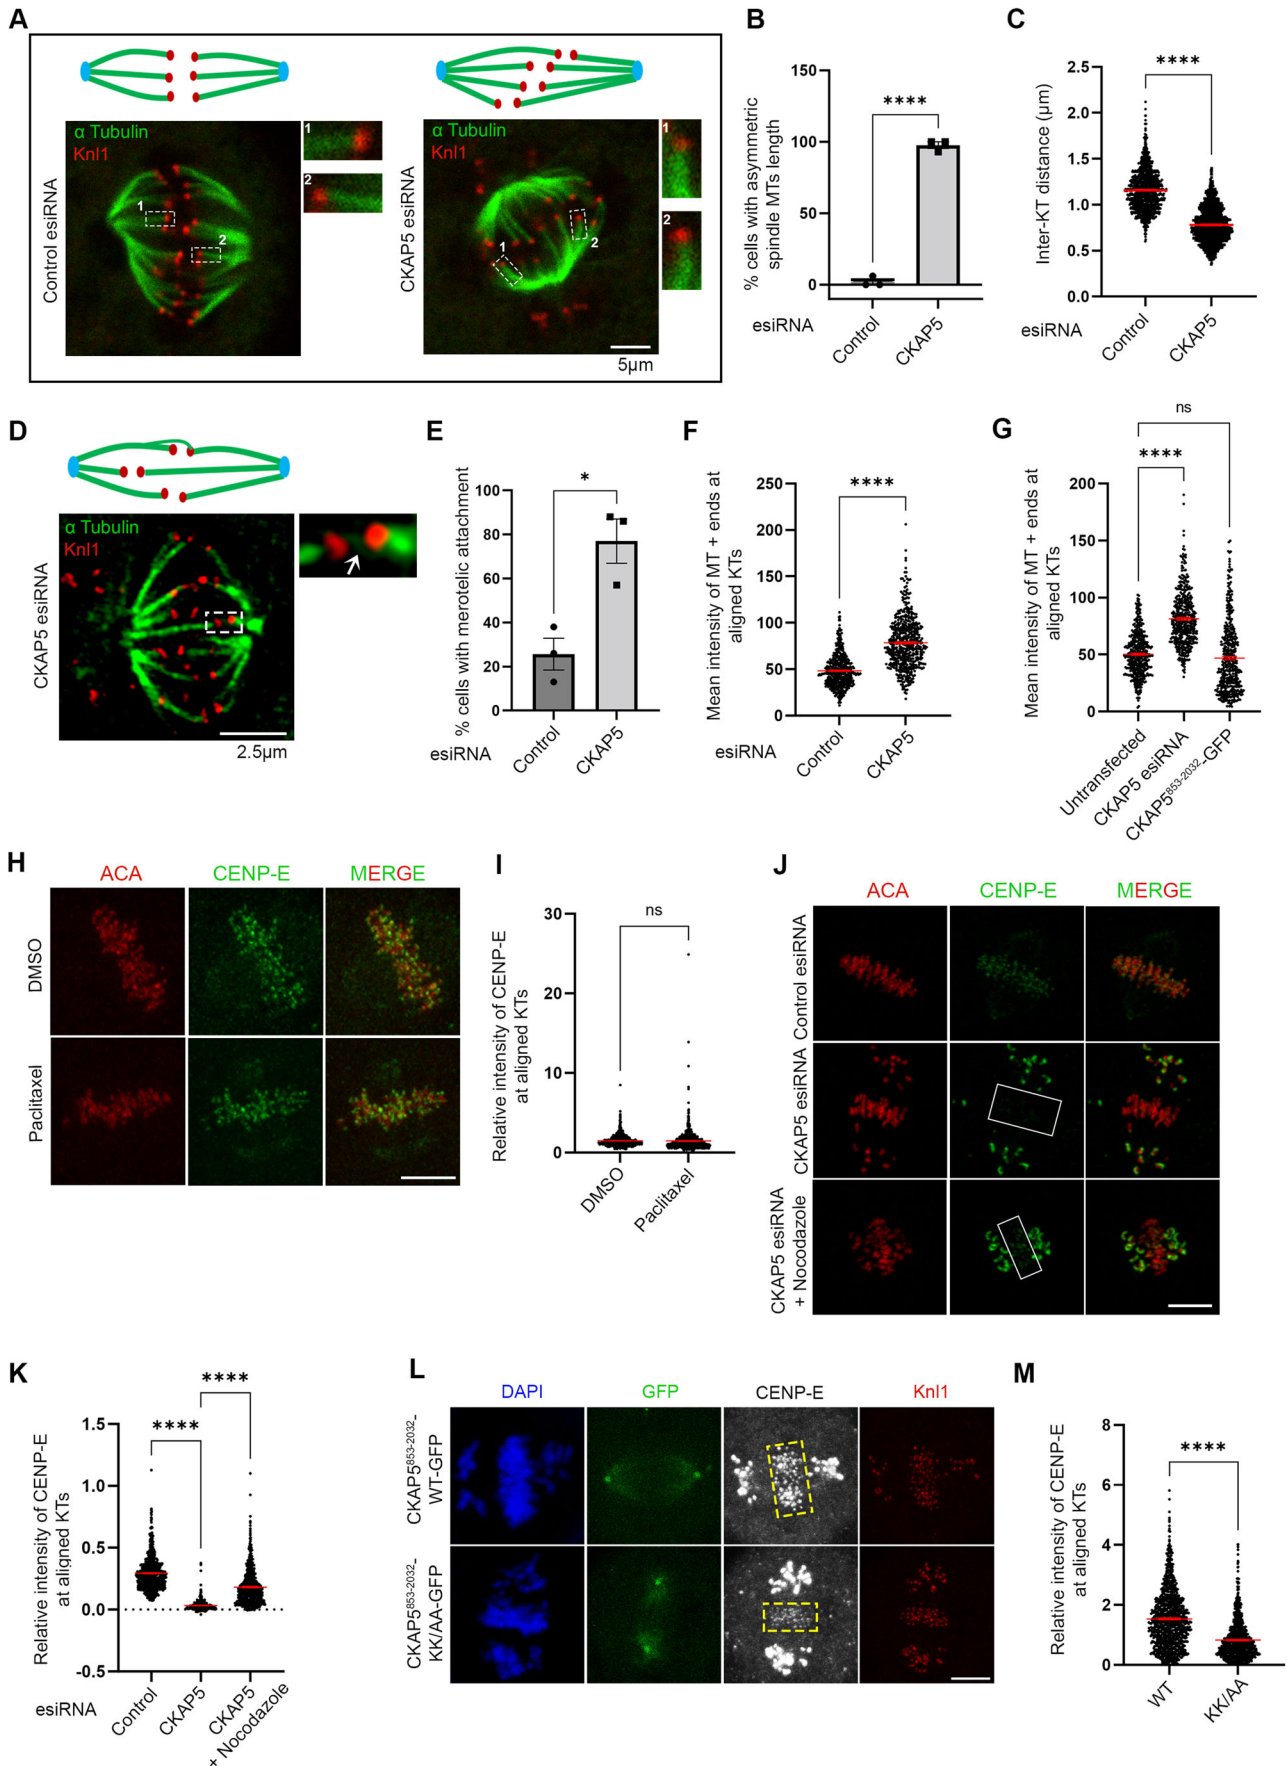 A
α Tubulin
Knl1
Control esiRNA
1
2
1
2
α Tubulin
Knl1
CKAP5 esiRNA
1
2
1
2
5μm
B
% cells with asymmetric
spindle MTs length
150
100
50
0
****
esiRNA
Control
CKAP5
C
Inter-KT distance (μm)
2.5
2.0
1.5
1.0
0.5
0.0
****
esiRNA
Control
CKAP5
D
α Tubulin
Knl1
CKAP5 esiRNA
2.5μm
E
% cells with merotelic attachment
100
80
60
40
20
0
*
esiRNA
Control
CKAP5
F
Mean intensity of MT + ends at
aligned KTs
250
200
150
100
50
0
****
esiRNA
Control
CKAP5
G
Mean intensity of MT + ends at
aligned KTs
200
150
100
50
0
ns
****
Untransfected
CKAP5 esiRNA
CKAP5853-2032-GFP
H
ACA
CENP-E
MERGE
DMSO
Paclitaxel
I
Relative intensity of CENP-E
at aligned KTs
30
20
10
0
ns
DMSO
Paclitaxel
J
ACA
CENP-E
MERGE
Control esiRNA
CKAP5 esiRNA
CKAP5 esiRNA
+ Nocodazole
K
Relative intensity of CENP-E
at aligned KTs
1.5
1.0
0.5
0.0
-0.5
****
****
esiRNA
Control
CKAP5
CKAP5
+ Nocodazole
L
DAPI
GFP
CENP-E
Knl1
CKAP5853-2032-
WT-GFP
CKAP5853-2032-
KK/AA-GFP
M
Relative intensity of CENP-E
at aligned KTs
8
6
4
2
0
****
WT
KK/AA